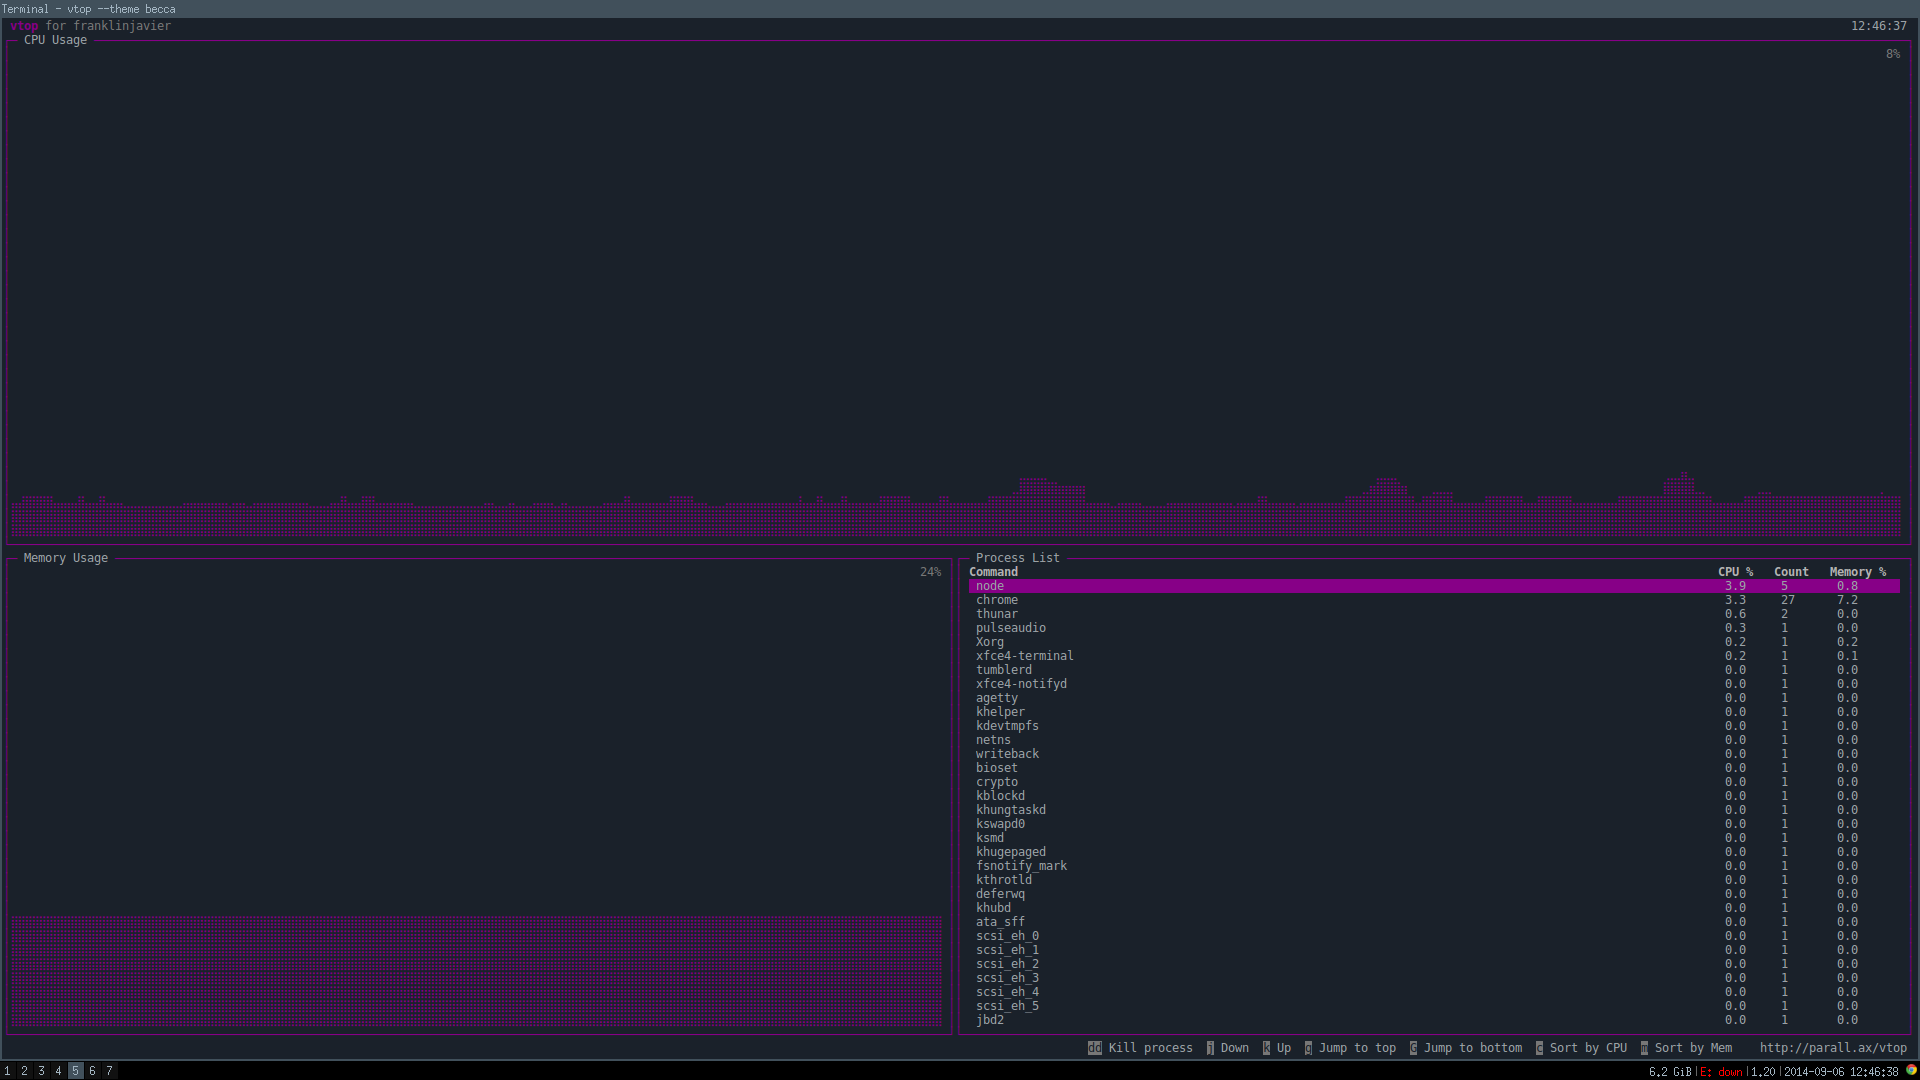 Terminal - vtop --theme becca
vtop for franklinjavier 12:46:37
CPU Usage
8%
Memory Usage
24%
Process List
Command CPU % Count Memory %
node 3.9 5 0.8
chrome 3.3 27 7.2
thunar 0.6 2 0.0
pulseaudio 0.3 1 0.0
Xorg 0.2 1 0.2
xfce4-terminal 0.2 1 0.1
tumblerd 0.0 1 0.0
xfce4-notifyd 0.0 1 0.0
agetty 0.0 1 0.0
khelper 0.0 1 0.0
kdevtmpfs 0.0 1 0.0
netns 0.0 1 0.0
writeback 0.0 1 0.0
bioset 0.0 1 0.0
crypto 0.0 1 0.0
kblockd 0.0 1 0.0
khungtaskd 0.0 1 0.0
kswapd0 0.0 1 0.0
ksmd 0.0 1 0.0
khugepaged 0.0 1 0.0
fsnotify_mark 0.0 1 0.0
kthrotld 0.0 1 0.0
deferwq 0.0 1 0.0
khubd 0.0 1 0.0
ata_sff 0.0 1 0.0
scsi_eh_0 0.0 1 0.0
scsi_eh_1 0.0 1 0.0
scsi_eh_2 0.0 1 0.0
scsi_eh_3 0.0 1 0.0
scsi_eh_4 0.0 1 0.0
scsi_eh_5 0.0 1 0.0
jbd2 0.0 1 0.0
dd Kill process j Down k Up g Jump to top G Jump to bottom c Sort by CPU m Sort by Mem http://parall.ax/vtop
1 2 3 4 5 6 7 6.2 GiB|E: down|1.20|2014-09-06 12:46:38